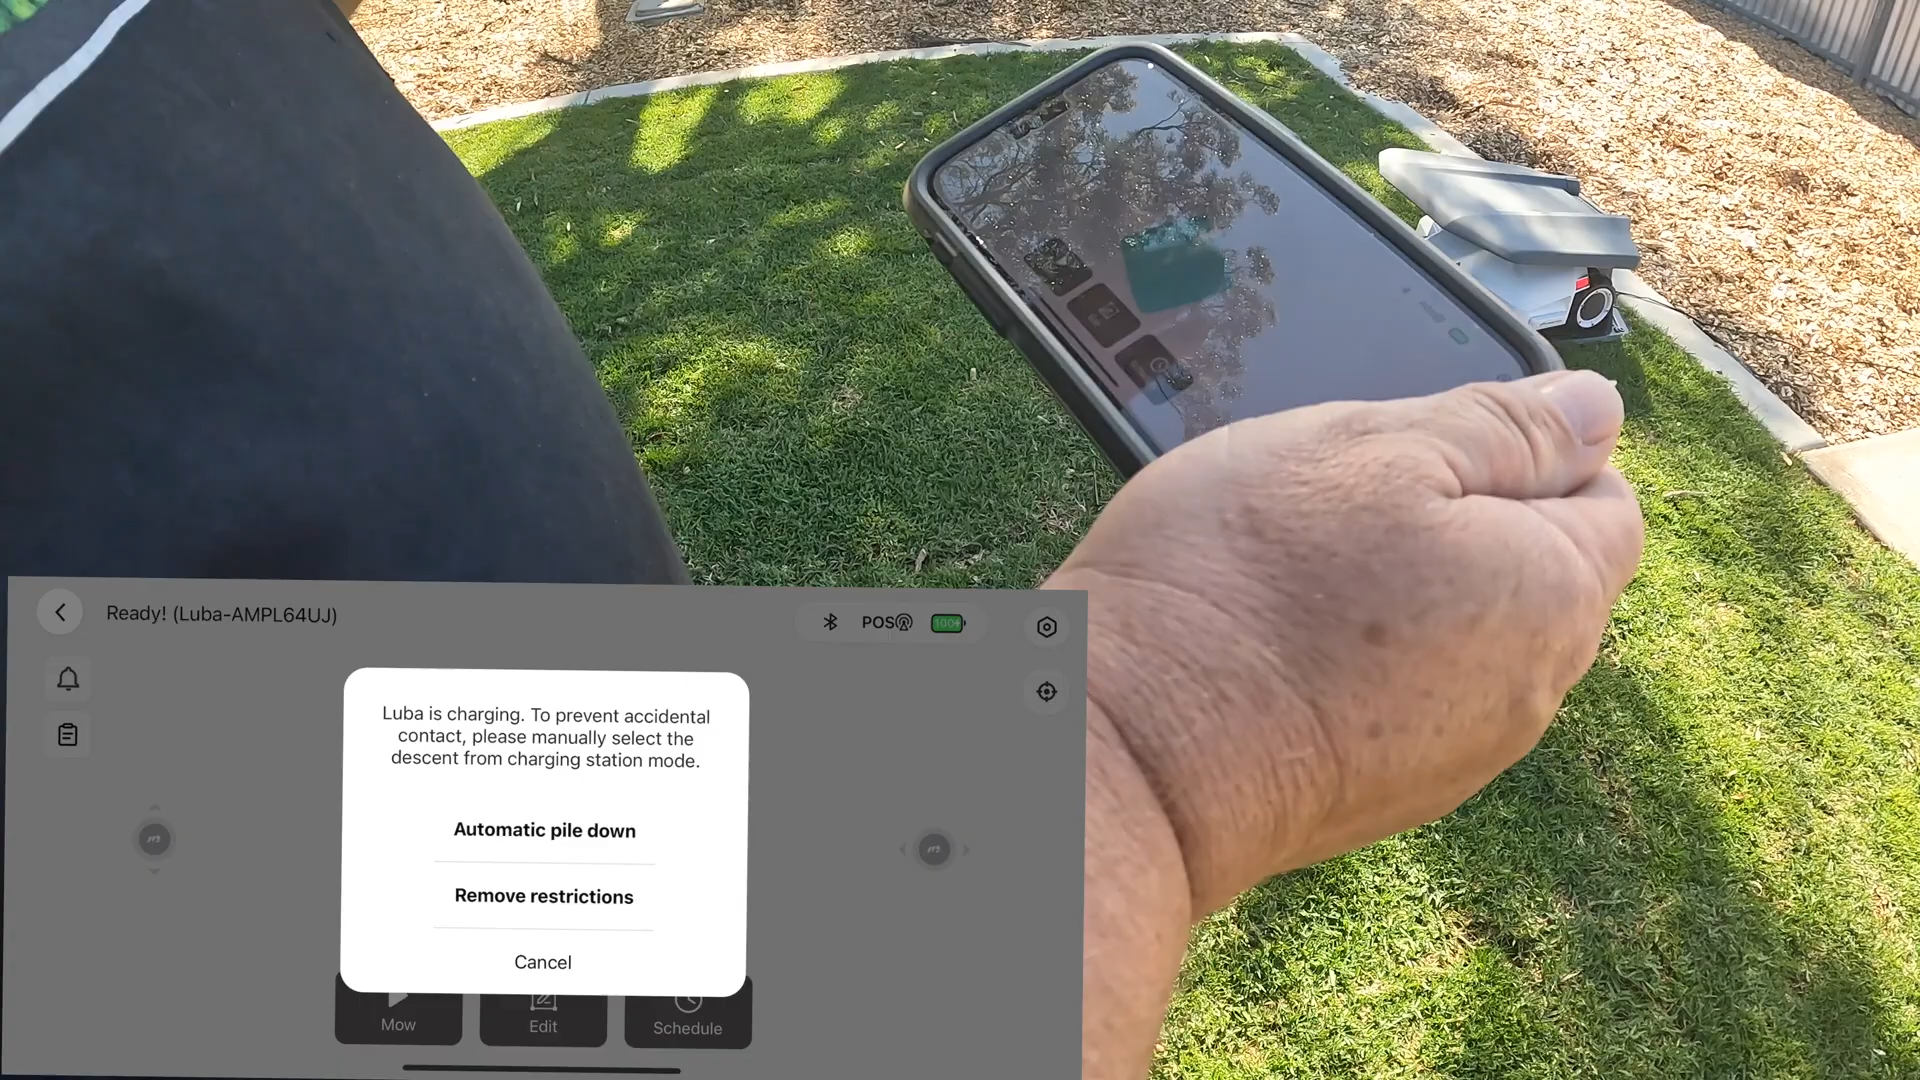 Ready! (Luba-AMPL64UJ)
POS
100
Luba is charging. To prevent accidental
contact, please manually select the
descent from charging station mode.
Automatic pile down
Remove restrictions
Cancel
Mow
Edit
Schedule